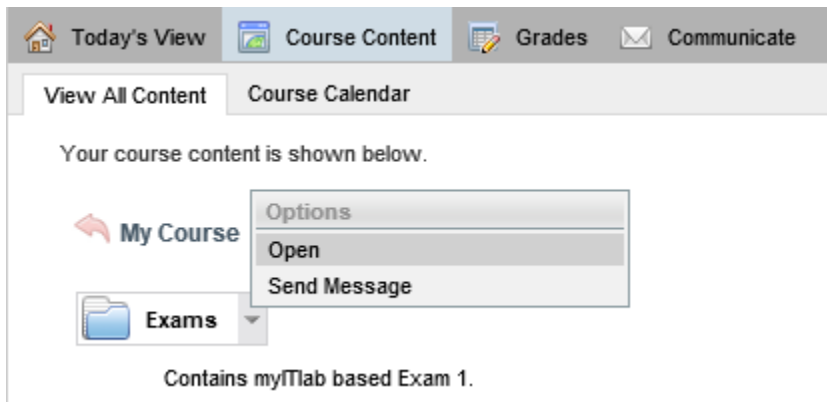 Today's View Course Content Grades Communicate
View All Content Course Calendar
Your course content is shown below.
My Course
Options
Open
Send Message
Exams
Contains myITlab based Exam 1.